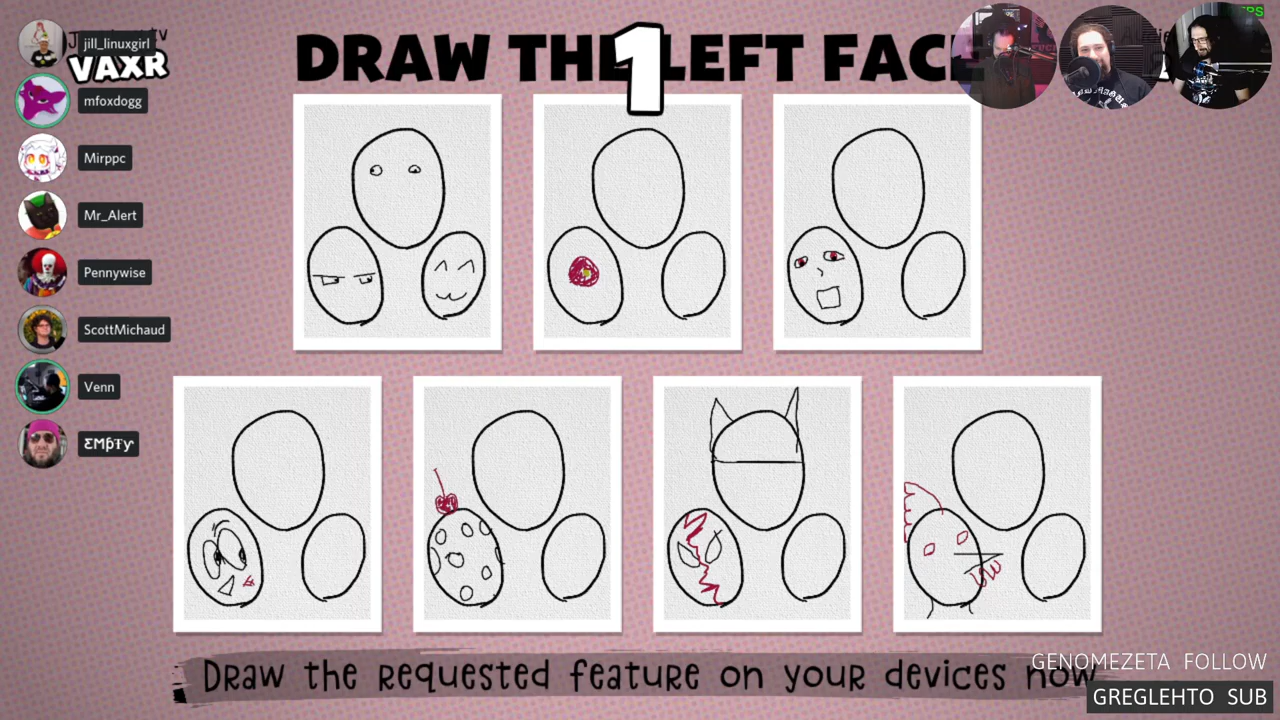 jill_linuxgirl
VAXR
mfoxdogg
Mirppc
Mr_Alert
Pennywise
ScottMichaud
Venn
ΣMϸŦƴ
DRAW THE LEFT FACE
1
Draw the requested feature on your devices now
GENOMEZETA FOLLOW
GREGLEHTO SUB